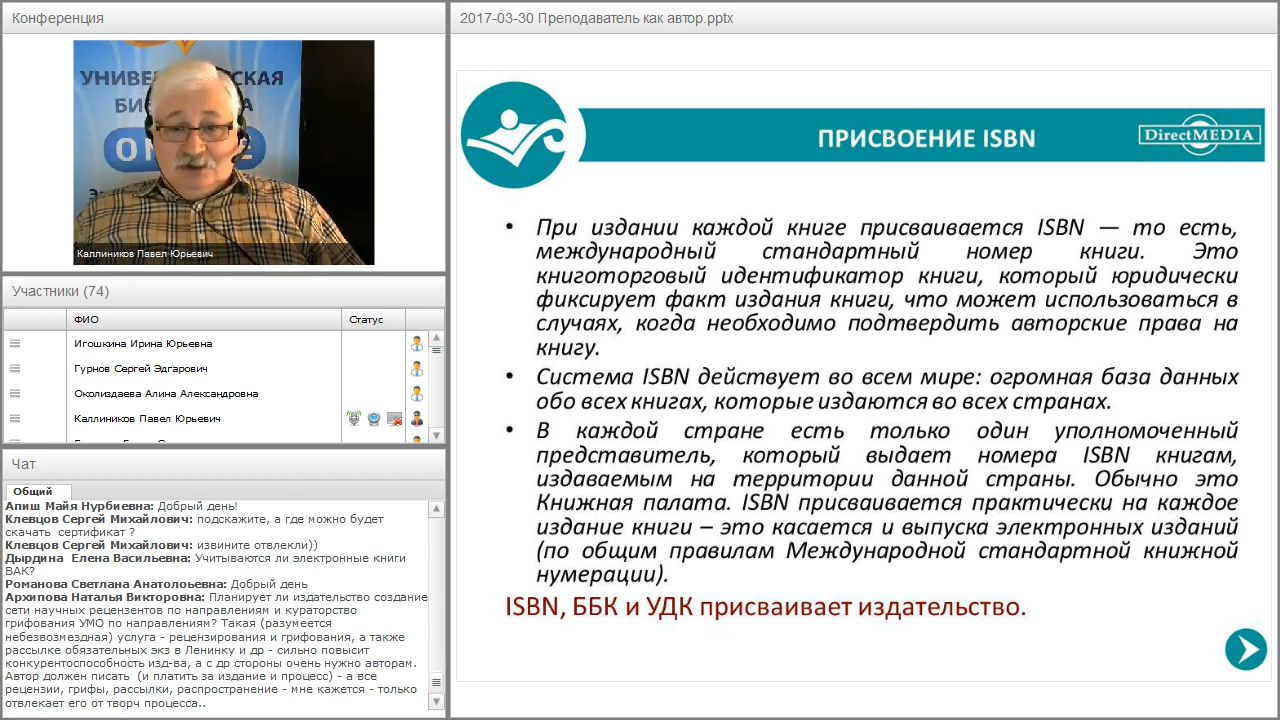 Конференция
УНИВЕ СКАЯ
БИ А
О
Каллиников Павел Юрьевич
Участники (74)
ФИО
Статус
Игошкина Ирина Юрьевна
Гурнов Сергей Эдгарович
Околиздаева Алина Александровна
Каллиников Павел Юрьевич
Чат
Общий
Апиш Майя Нурбиевна: Добрый день!
Клевцов Сергей Михайлович: подскажите, а где можно будет
скачать сертификат ?
Клевцов Сергей Михайлович: извините отвлекли))
Дырдина Елена Васильевна: Учитываются ли электронные книги
ВАК?
Романова Светлана Анатолоьевна: Добрый день
Архипова Наталья Викторовна: Планирует ли издательство создание
сети научных рецензентов по направлениям и кураторство
грифования УМО по направлениям? Такая (разумеется
небезвозмездная) услуга - рецензирования и грифования, а также
рассылке обязательных экз в Ленинку и др - сильно повысит
конкурентоспособность изд-ва, а с др стороны очень нужно авторам.
Автор должен писать (и платить за издание и процесс) - а все
рецензии, грифы, рассылки распространение - мне кажется - только
отвлекает его от творч процесса..
2017-03-30 Преподаватель как автор.pptx
ПРИСВОЕНИЕ ISBN
DirectMEDIA
• При издании каждой книге присваивается ISBN — то есть,
международный стандартный номер книги. Это
книготорговый идентификатор книги, который юридически
фиксирует факт издания книги, что может использоваться в
случаях, когда необходимо подтвердить авторские права на
книгу.
• Система ISBN действует во всем мире: огромная база данных
обо всех книгах, которые издаются во всех странах.
• В каждой стране есть только один уполномоченный
представитель, который выдает номера ISBN книгам,
издаваемым на территории данной страны. Обычно это
Книжная палата. ISBN присваивается практически на каждое
издание книги – это касается и выпуска электронных изданий
(по общим правилам Международной стандартной книжной
нумерации).
ISBN, ББК и УДК присваивает издательство.